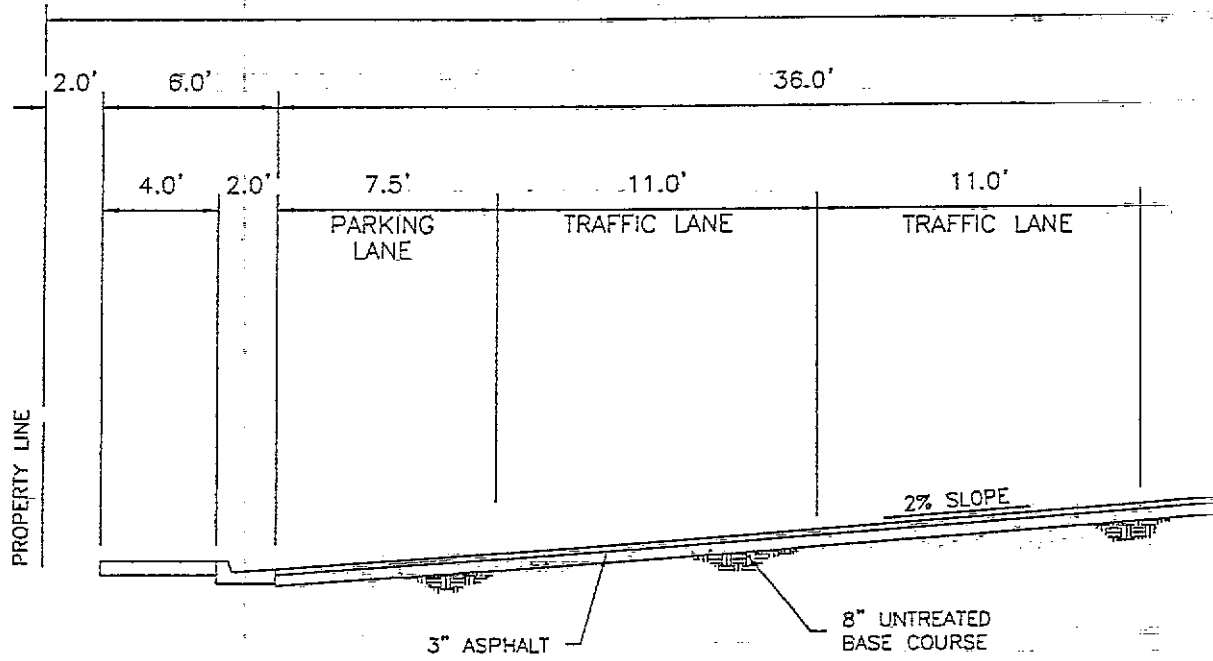 2.0' 6.0' 36.0'
4.0' 2.0' 7.5' 11.0' 11.0'
PARKING
LANE
TRAFFIC LANE
TRAFFIC LANE
PROPERTY LINE
2% SLOPE
3" ASPHALT
8" UNTREATED
BASE COURSE